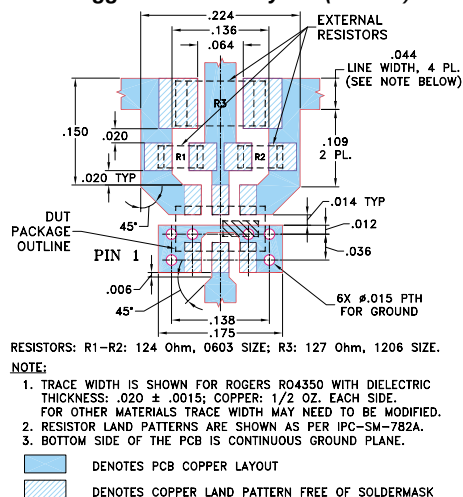 .224
.136
.064
EXTERNAL
RESISTORS
.044
LINE WIDTH, 4 PL.
(SEE NOTE BELOW)
R3
.150
.020
.109
2 PL.
R1
R2
.020 TYP
.014 TYP
45°
.012
DUT
PACKAGE
OUTLINE
PIN 1
.036
.006
45°
6X ø.015 PTH
FOR GROUND
.138
.175
RESISTORS: R1-R2: 124 Ohm, 0603 SIZE; R3: 127 Ohm, 1206 SIZE.
NOTE:
1. TRACE WIDTH IS SHOWN FOR ROGERS RO4350 WITH DIELECTRIC
THICKNESS: .020 ± .0015; COPPER: 1/2 OZ. EACH SIDE.
FOR OTHER MATERIALS TRACE WIDTH MAY NEED TO BE MODIFIED.
2. RESISTOR LAND PATTERNS ARE SHOWN AS PER IPC-SM-782A.
3. BOTTOM SIDE OF THE PCB IS CONTINUOUS GROUND PLANE.
DENOTES PCB COPPER LAYOUT
DENOTES COPPER LAND PATTERN FREE OF SOLDERMASK